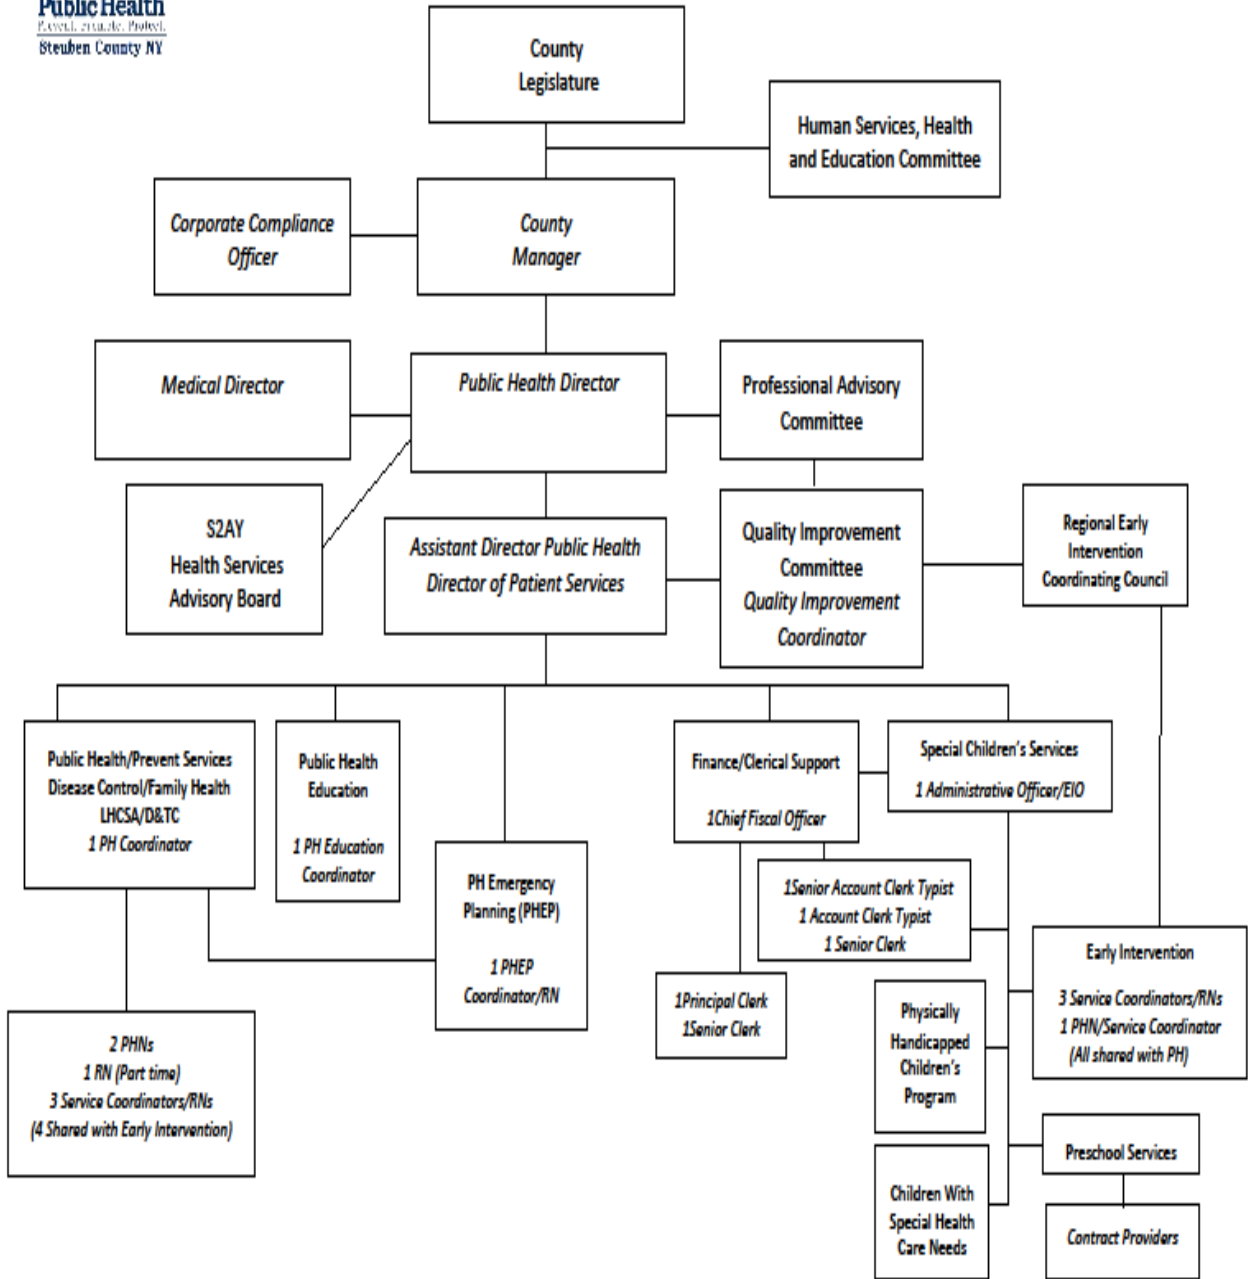 Public Health
Prevent. Promote. Protect.
Steuben County NY
County
Legislature
Human Services, Health
and Education Committee
Corporate Compliance
Officer
County
Manager
Medical Director
Public Health Director
Professional Advisory
Committee
S2AY
Health Services
Advisory Board
Assistant Director Public Health
Director of Patient Services
Quality Improvement
Committee
Quality Improvement
Coordinator
Regional Early
Intervention
Coordinating Council
Public Health/Prevent Services
Disease Control/Family Health
LHCSA/D&TC
1 PH Coordinator
Public Health
Education
1 PH Education
Coordinator
PH Emergency
Planning (PHEP)
1 PHEP
Coordinator/RN
Finance/Clerical Support
1Chief Fiscal Officer
Special Children's Services
1 Administrative Officer/EIO
1Senior Account Clerk Typist
1 Account Clerk Typist
1 Senior Clerk
1Principal Clerk
1Senior Clerk
2 PHNs
1 RN (Part time)
3 Service Coordinators/RNs
(4 Shared with Early Intervention)
Physically
Handicapped
Children's
Program
Early Intervention
3 Service Coordinators/RNs
1 PHN/Service Coordinator
(All shared with PH)
Preschool Services
Children With
Special Health
Care Needs
Contract Providers